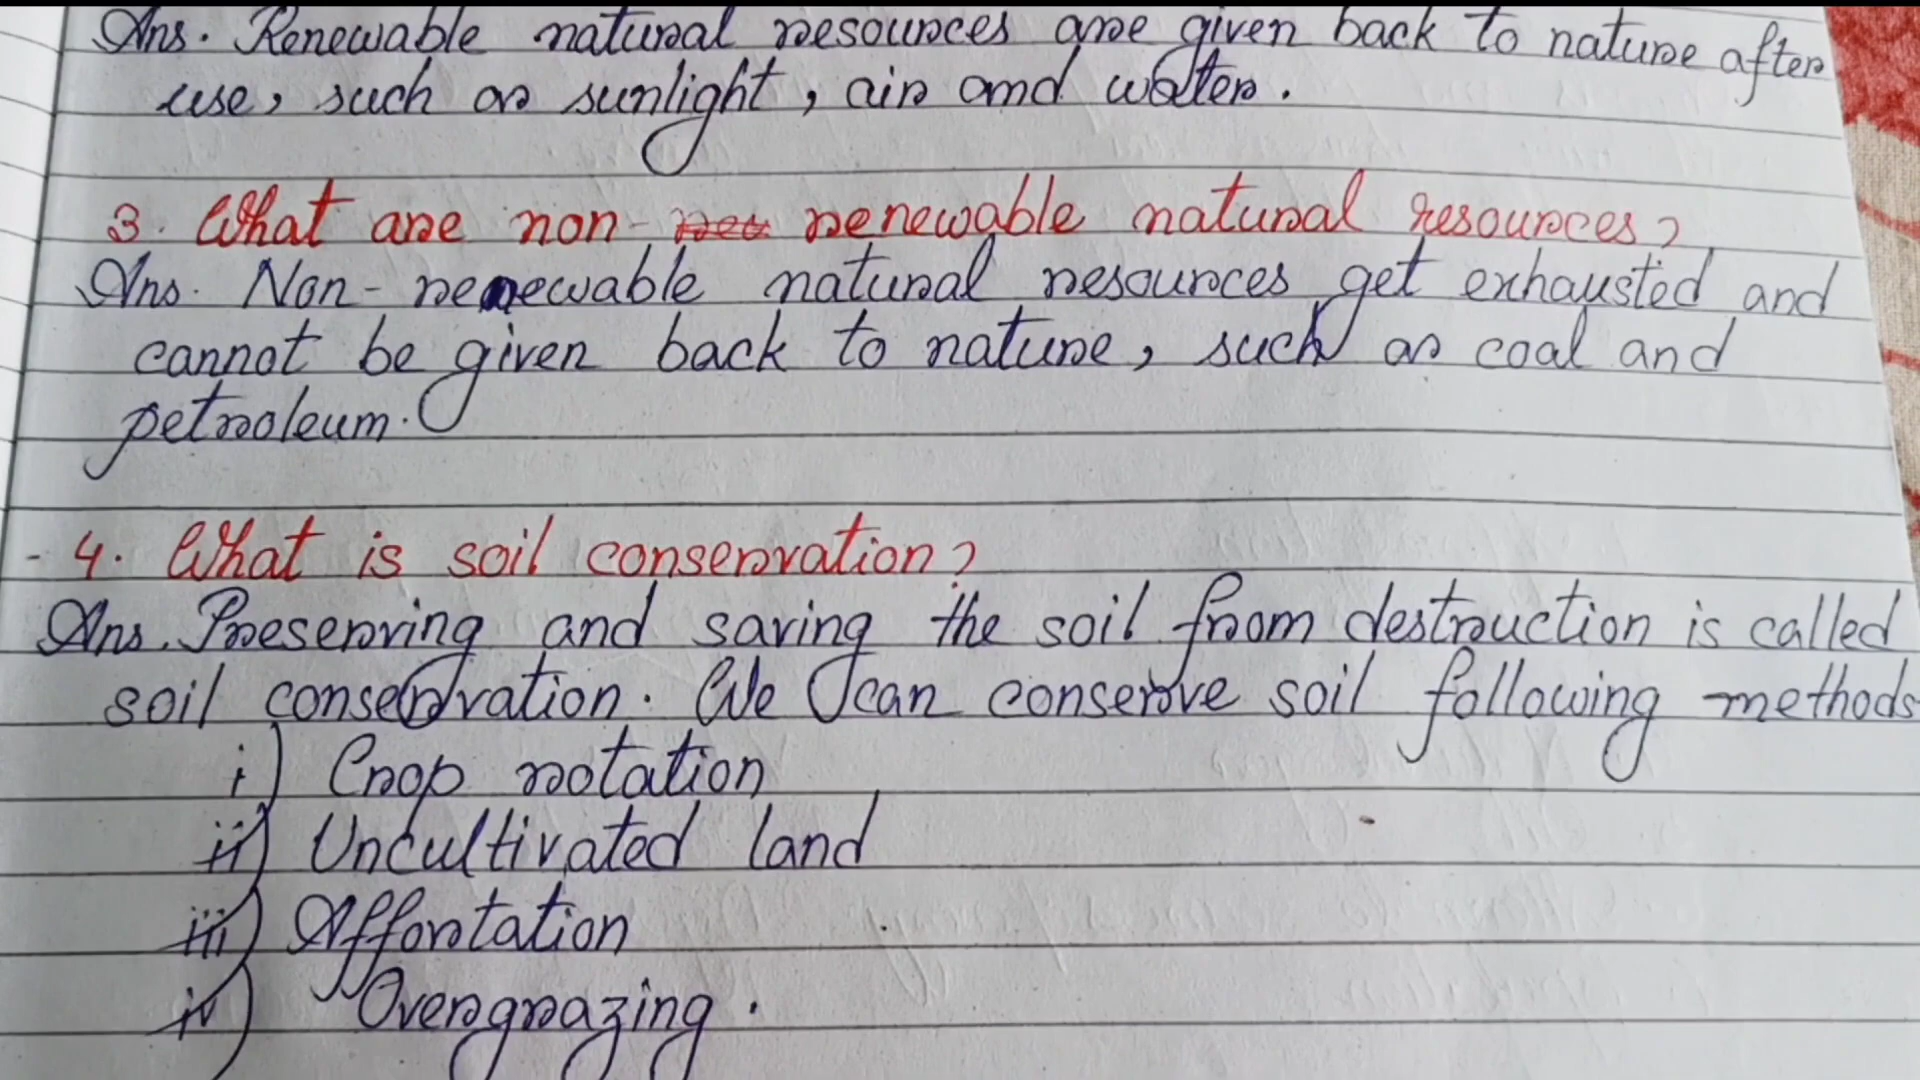 Ans. Renewable natural resources are given back to nature after
use, such as sunlight, air and water.
3. What are non- renewable natural resources?
Ans. Non-renewable natural resources get exhausted and
cannot be given back to nature, such as coal and
petroleum.
4. What is soil conservation?
Ans. Preserving and saving the soil from destruction is called
soil conservation. We can conserve soil following methods
i) Crop rotation
ii) Uncultivated land
iii) Afforstation
iv) Overgrazing.